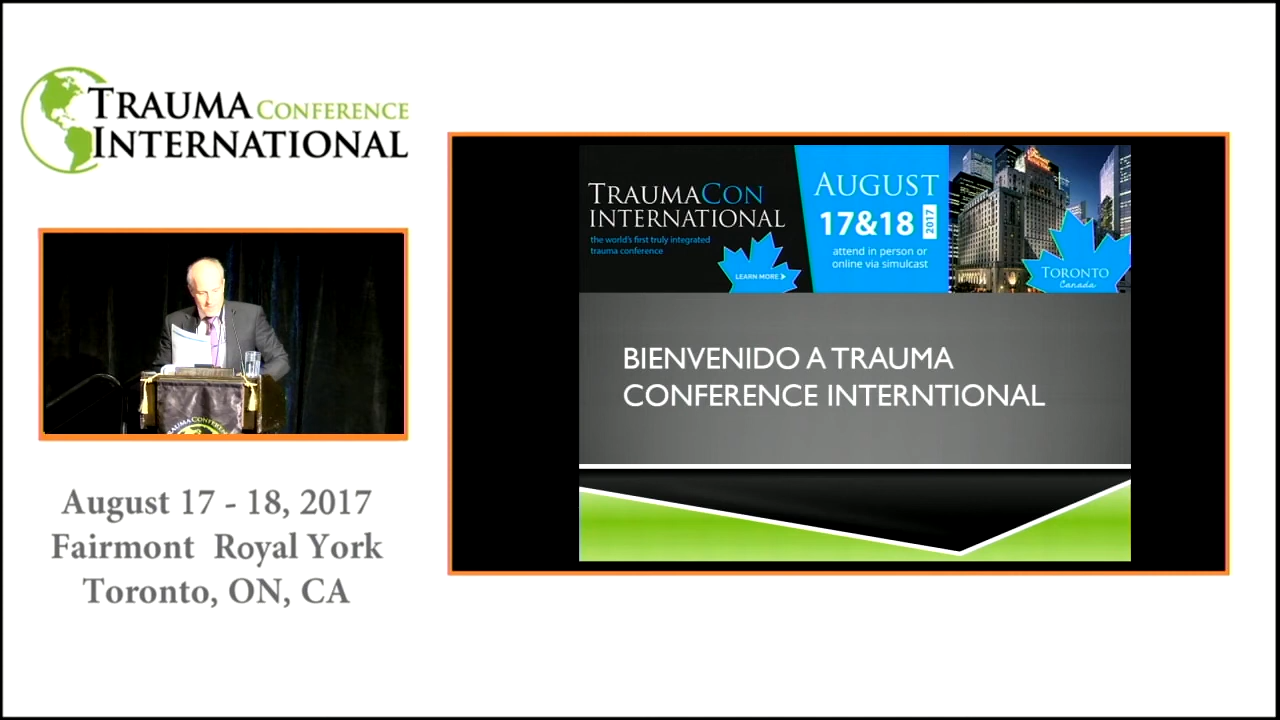 TRAUMA CONFERENCE
INTERNATIONAL
August 17 - 18, 2017
Fairmont Royal York
Toronto, ON, CA
TRAUMACON
INTERNATIONAL
the world's first truly integrated
trauma conference
LEARN MORE
AUGUST
17&18 2017
attend in person or
online via simulcast
TORONTO
Canada
BIENVENIDO A TRAUMA
CONFERENCE INTERNTIONAL